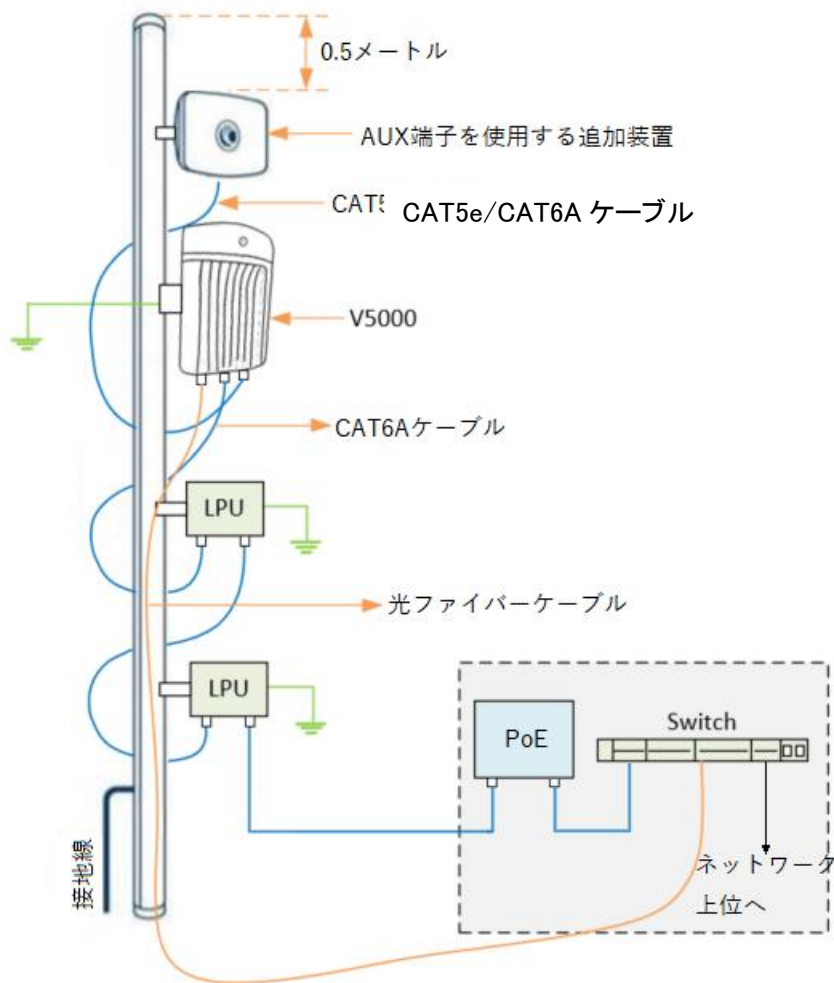 0.5メートル
AUX端子を使用する追加装置
CAT5 CAT5e/CAT6A ケーブル
V5000
CAT6Aケーブル
LPU
光ファイバーケーブル
LPU
PoE
Switch
接地線
ネットワーク
上位へ